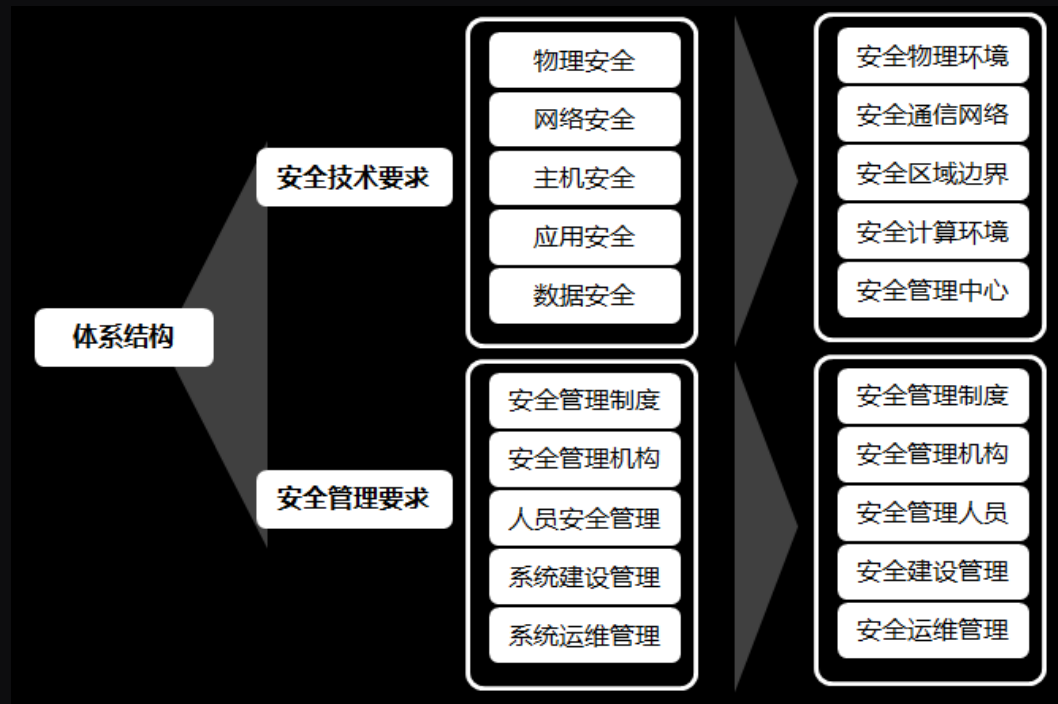 体系结构
安全技术要求
物理安全
网络安全
主机安全
应用安全
数据安全
安全物理环境
安全通信网络
安全区域边界
安全计算环境
安全管理中心
安全管理要求
安全管理制度
安全管理机构
人员安全管理
系统建设管理
系统运维管理
安全管理制度
安全管理机构
安全管理人员
安全建设管理
安全运维管理